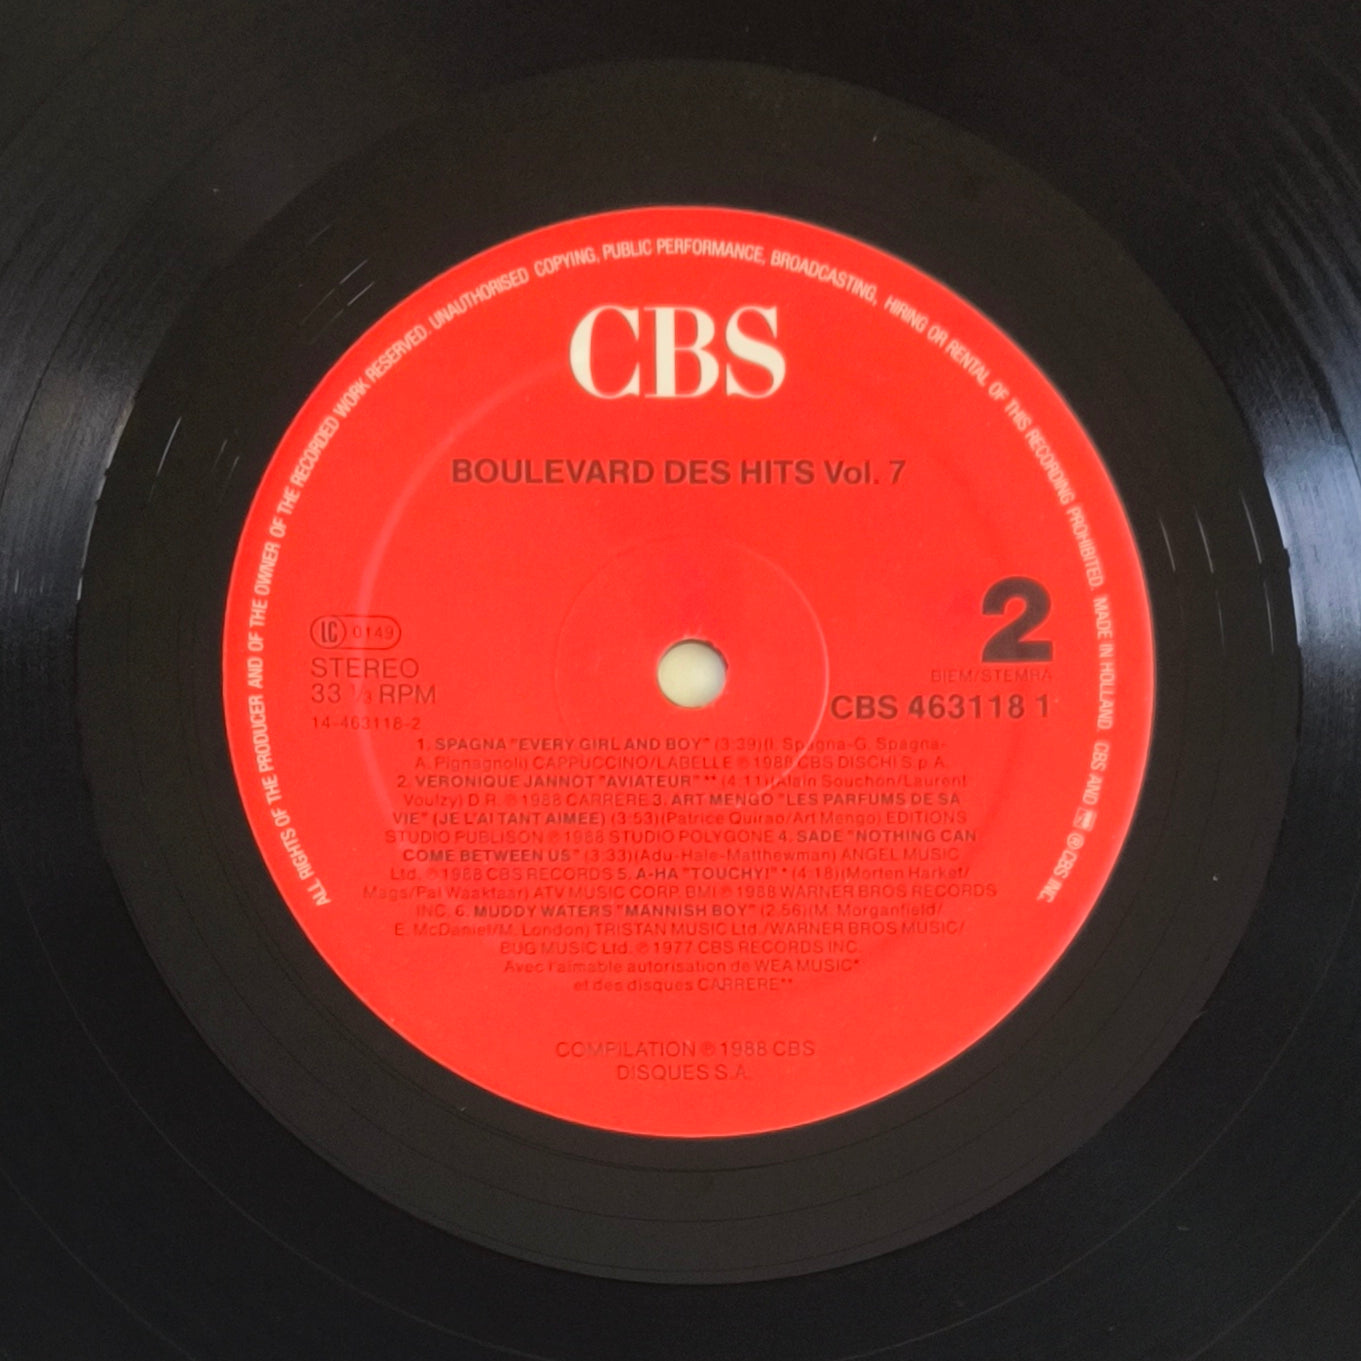 ALL RIGHTS OF THE PRODUCER AND OF THE OWNER OF THE RECORDED WORK RESERVED. UNAUTHORISED COPYING, PUBLIC PERFORMANCE, BROADCASTING, HIRING OR RENTAL OF THIS RECORDING PROHIBITED. MADE IN HOLLAND. CBS AND ℗ CBS INC.
CBS
BOULEVARD DES HITS Vol. 7
2
LC 0149
STEREO
33 1/3 RPM
14-463118-2
BIEM/STEMRA
CBS 463118 1
1. SPAGNA "EVERY GIRL AND BOY" (3:39)(I. Spagna-G. Spagna-
A. Pignagnoli) CAPPUCCINO/LABELLE ℗ 1988 CBS DISCHI S.p.A.
2. VERONIQUE JANNOT "AVIATEUR" ** (4:11)(Alain Souchon/Laurent
Voulzy) D.R. ℗ 1988 CARRERE 3. ART MENGO "LES PARFUMS DE SA
VIE" (JE L'AI TANT AIMEE) (3:53)(Patrice Guirao/Art Mengo) EDITIONS
STUDIO PUBLISON ℗ 1988 STUDIO POLYGONE 4. SADE "NOTHING CAN
COME BETWEEN US" (3:33)(Adu-Hale-Matthewman) ANGEL MUSIC
Ltd. ℗ 1988 CBS RECORDS 5. A-HA "TOUCHY!" * (4:18)(Morten Harket/
Mags/Pal Waaktaar) ATV MUSIC CORP. BMI ℗ 1988 WARNER BROS RECORDS
INC. 6. MUDDY WATERS "MANNISH BOY" (2:56)(M. Morganfield/
E. McDaniel/M. London) TRISTAN MUSIC Ltd./WARNER BROS MUSIC/
BUG MUSIC Ltd. ℗ 1977 CBS RECORDS INC.
Avec l'aimable autorisation de WEA MUSIC*
et des disques CARRERE**
COMPILATION ℗ 1988 CBS
DISQUES S.A.